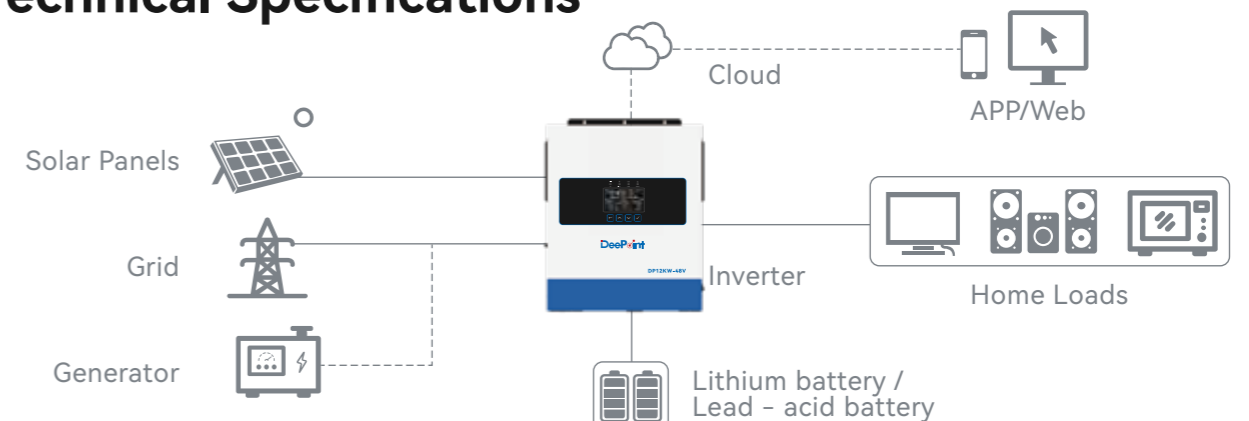 Technical Specifications
Cloud
APP/Web
Solar Panels
Grid
Generator
DeePoint
DP12KW-48V
Inverter
Home Loads
Lithium battery /
Lead - acid battery